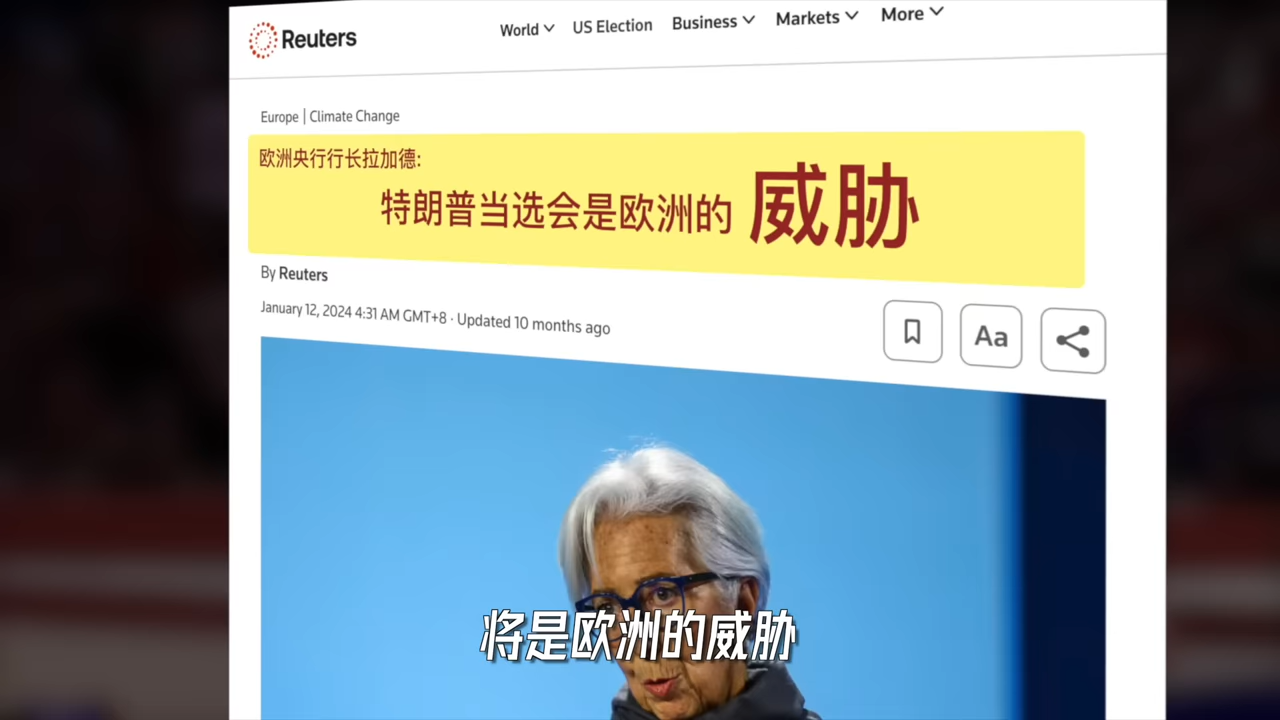 Reuters
World US Election Business Markets More
Europe | Climate Change
欧洲央行行长拉加德:
特朗普当选会是欧洲的 威胁
By Reuters
January 12, 2024 4:31 AM GMT+8 · Updated 10 months ago
Aa
将是欧洲的威胁